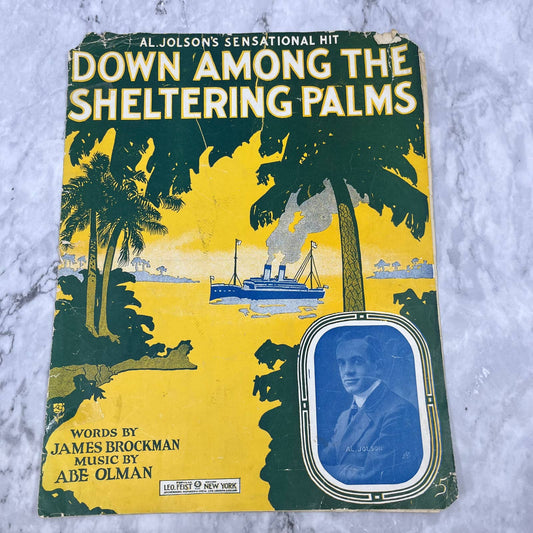 AL. JOLSON'S SENSATIONAL HIT
DOWN AMONG THE
SHELTERING PALMS
WORDS BY
JAMES BROCKMAN
MUSIC BY
ABE OLMAN
LEO. FEIST NEW YORK
AL. JOLSON
5